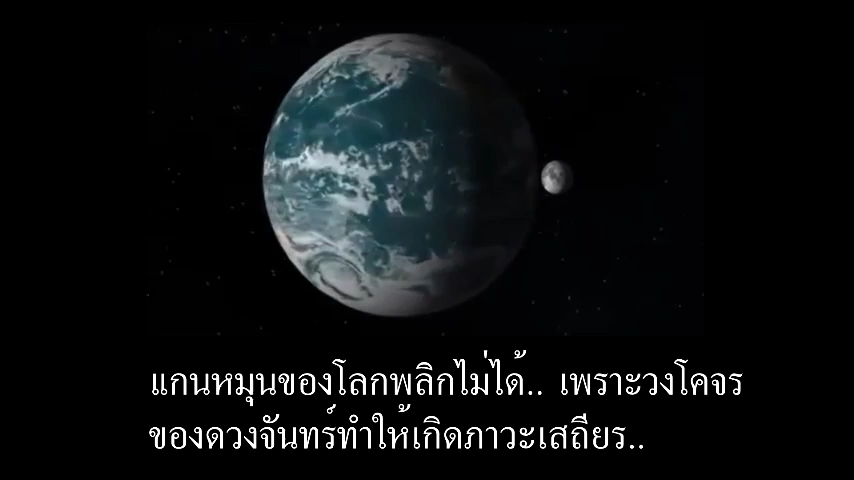 แกนหมุนของโลกพลิกไม่ได้.. เพราะวงโคจร
ของดวงจันทร์ทำให้เกิดภาวะเสถียร..